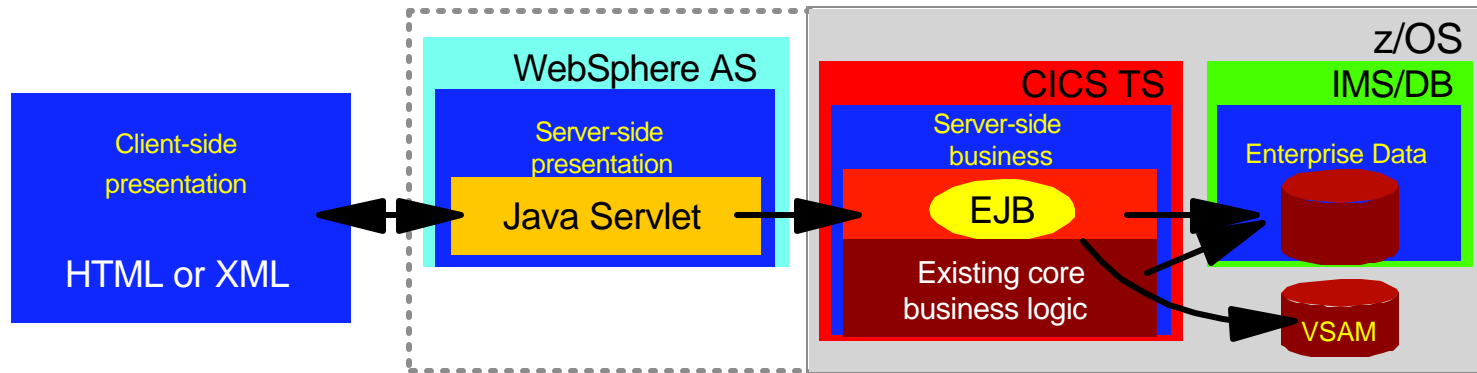 Client-side
presentation
HTML or XML
WebSphere AS
Server-side
presentation
Java Servlet
z/OS
CICS TS
Server-side
business
EJB
Existing core
business logic
IMS/DB
Enterprise Data
VSAM